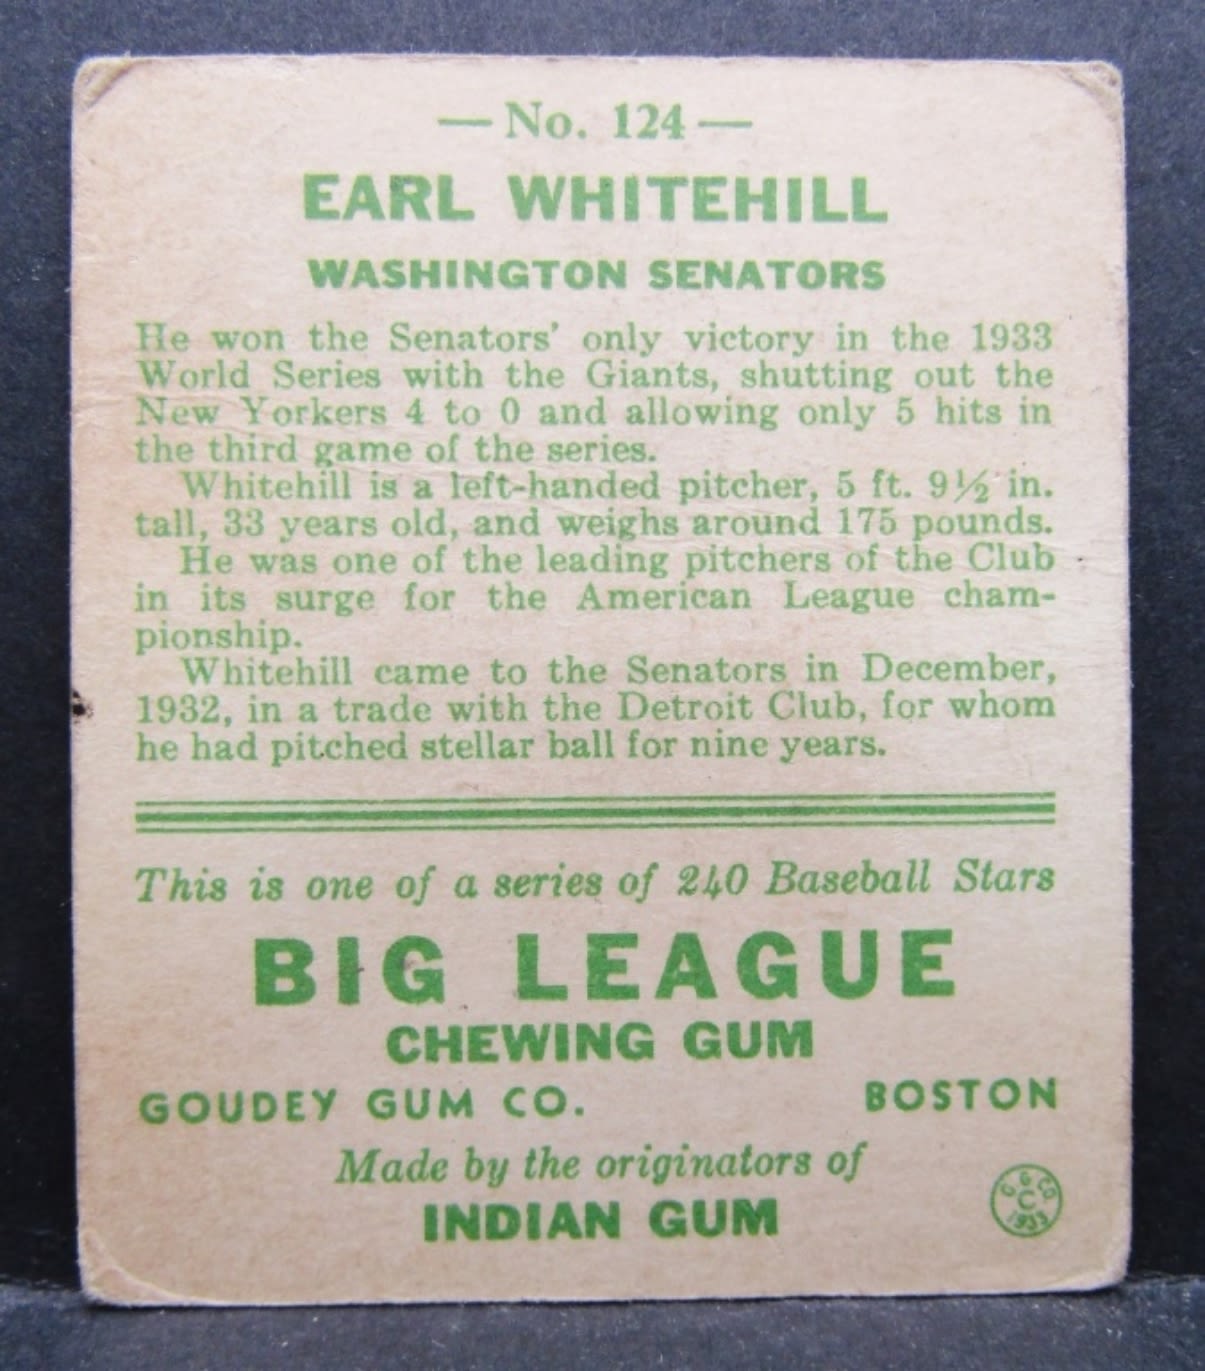 — No. 124 —
EARL WHITEHILL
WASHINGTON SENATORS
He won the Senators' only victory in the 1933
World Series with the Giants, shutting out the
New Yorkers 4 to 0 and allowing only 5 hits in
the third game of the series.
Whitehill is a left-handed pitcher, 5 ft. 9½ in.
tall, 33 years old, and weighs around 175 pounds.
He was one of the leading pitchers of the Club
in its surge for the American League cham-
pionship.
Whitehill came to the Senators in December,
1932, in a trade with the Detroit Club, for whom
he had pitched stellar ball for nine years.
This is one of a series of 240 Baseball Stars
BIG LEAGUE
CHEWING GUM
GOUDEY GUM CO. BOSTON
Made by the originators of
INDIAN GUM
G. G. CO.
C
1933